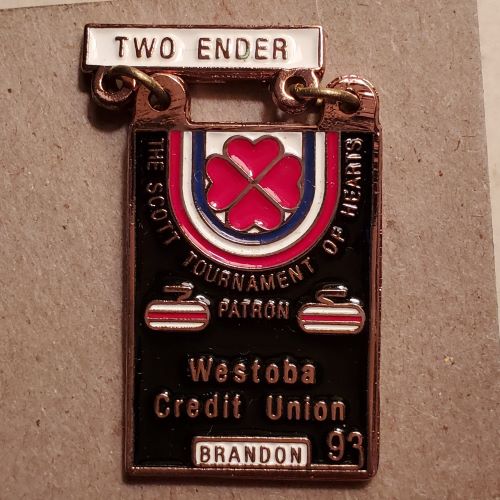 TWO ENDER
THE SCOTT TOURNAMENT OF HEARTS
PATRON
Westoba
Credit Union
93
BRANDON